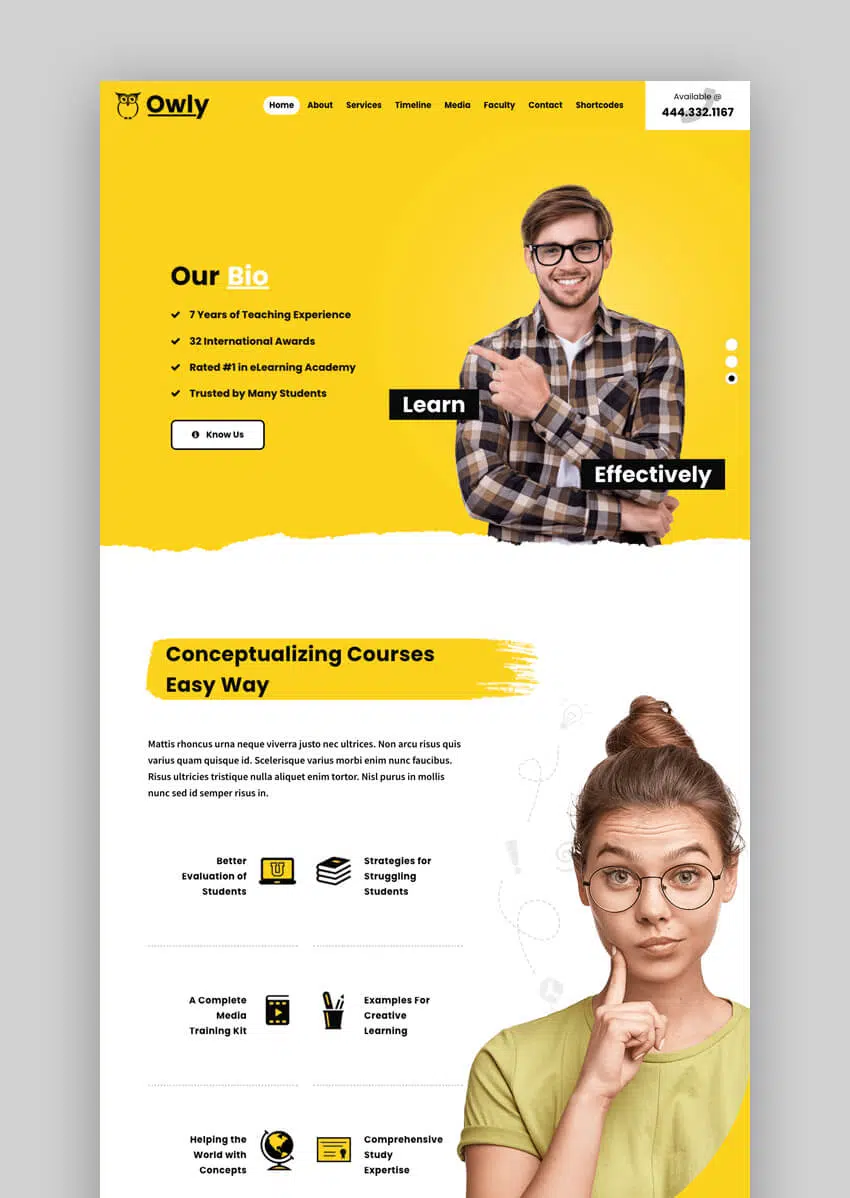 Owly
Home About Services Timeline Media Faculty Contact Shortcodes
Available @
444.332.1167
Our Bio
7 Years of Teaching Experience
32 International Awards
Rated #1 in eLearning Academy
Trusted by Many Students
Know Us
Learn
Effectively
Conceptualizing Courses
Easy Way
Mattis rhoncus urna neque viverra justo nec ultrices. Non arcu risus quis
varius quam quisque id. Scelerisque varius morbi enim nunc faucibus.
Risus ultricies tristique nulla aliquet enim tortor. Nisl purus in mollis
nunc sed id semper risus in.
Better
Evaluation of
Students
Strategies for
Struggling
Students
A Complete
Media
Training Kit
Examples For
Creative
Learning
Helping the
World with
Concepts
Comprehensive
Study
Expertise